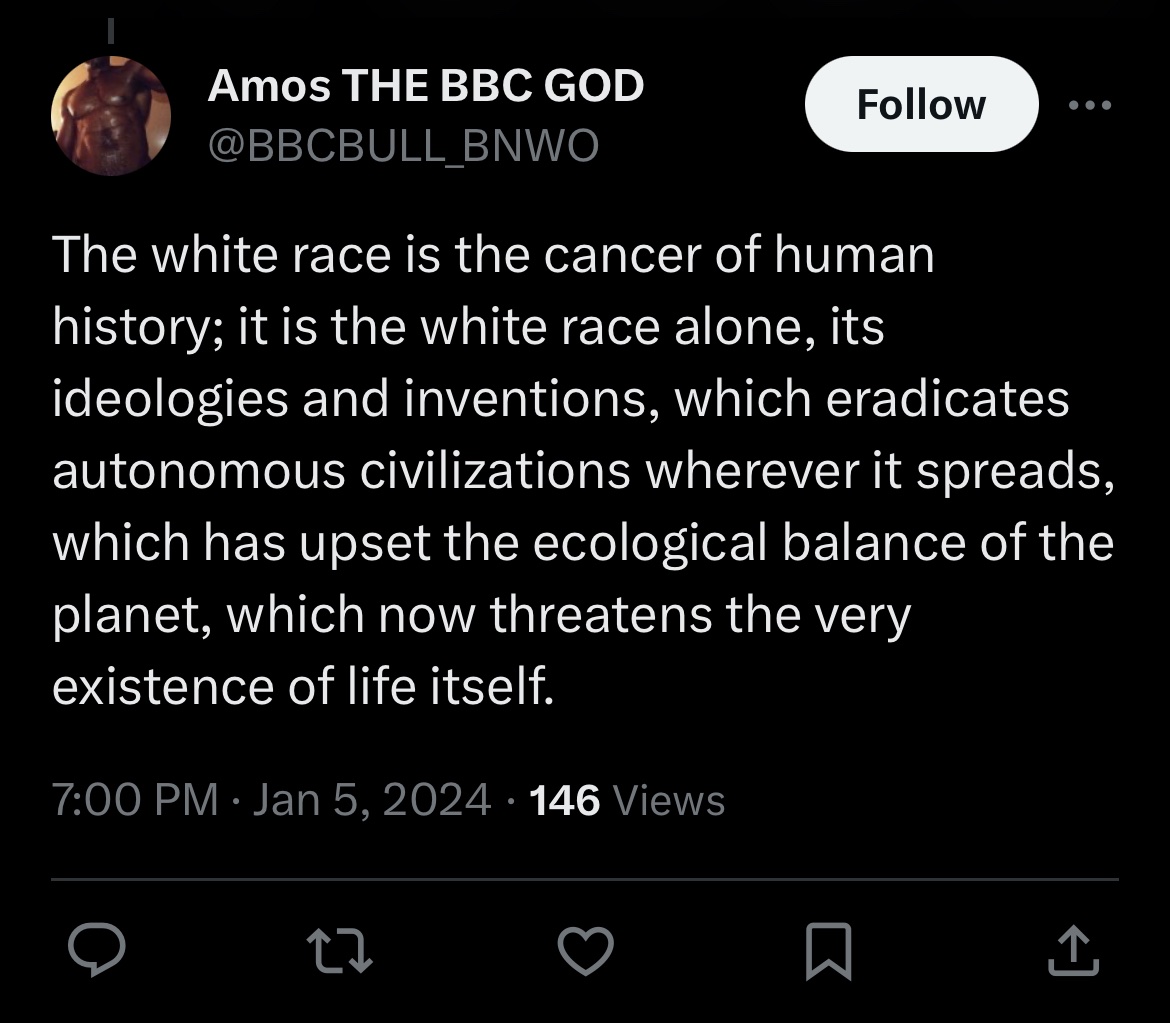 Amos THE BBC GOD
@BBCBULL_BNWO
Follow
The white race is the cancer of human
history; it is the white race alone, its
ideologies and inventions, which eradicates
autonomous civilizations wherever it spreads,
which has upset the ecological balance of the
planet, which now threatens the very
existence of life itself.
7:00 PM · Jan 5, 2024 · 146 Views